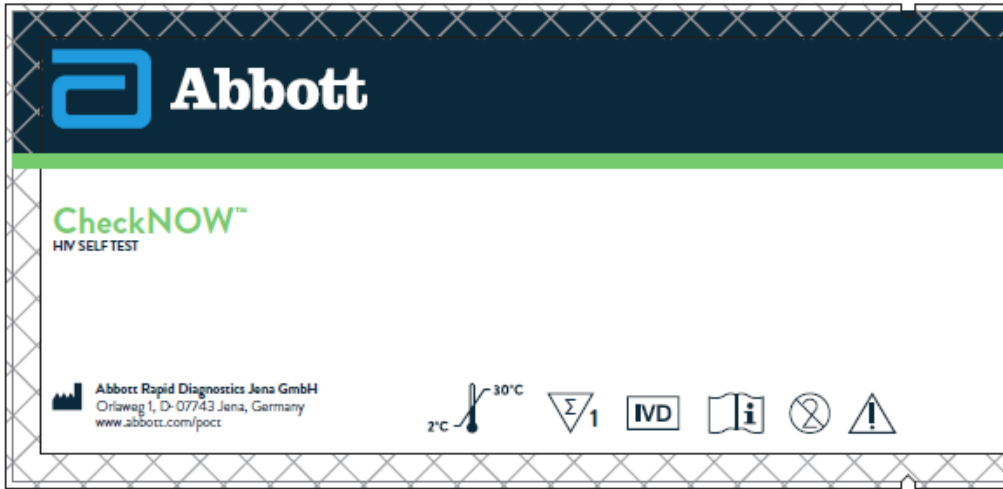 Abbott
CheckNOW™
HIV SELF TEST
Abbott Rapid Diagnostics Jena GmbH
Orlaweg 1, D- 07743 Jena, Germany
www.abbott.com/poct
2°C
30°C
Σ
1
IVD
i
2
!